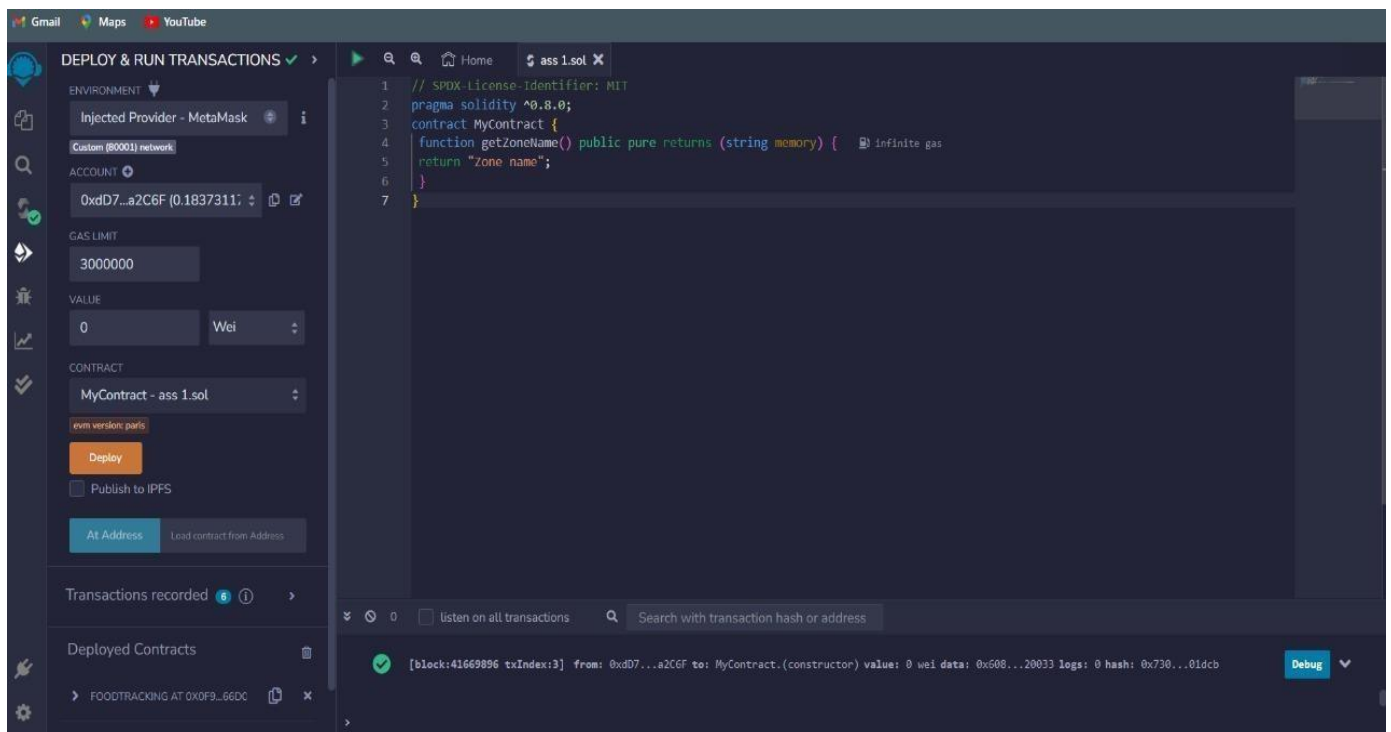 Gmail Maps YouTube
DEPLOY & RUN TRANSACTIONS
ENVIRONMENT
Injected Provider - MetaMask
i
Custom (80001) network
ACCOUNT
0xdD7...a2C6F (0.18373117
GAS LIMIT
3000000
VALUE
0 Wei
CONTRACT
MyContract - ass 1.sol
evm version: paris
Deploy
Publish to IPFS
At Address Load contract from Address
Transactions recorded 6 i
Deployed Contracts
FOODTRACKING AT 0X0F9...66DC
Home ass 1.sol
1 // SPDX-License-Identifier: MIT
2 pragma solidity ^0.8.0;
3 contract MyContract {
4 function getZoneName() public pure returns (string memory) { infinite gas
5 return "Zone name";
6 }
7 }
0 listen on all transactions Search with transaction hash or address
[block:41669896 txIndex:3] from: 0xdD7...a2C6F to: MyContract.(constructor) value: 0 wei data: 0x608...20033 logs: 0 hash: 0x730...01dcb Debug
>